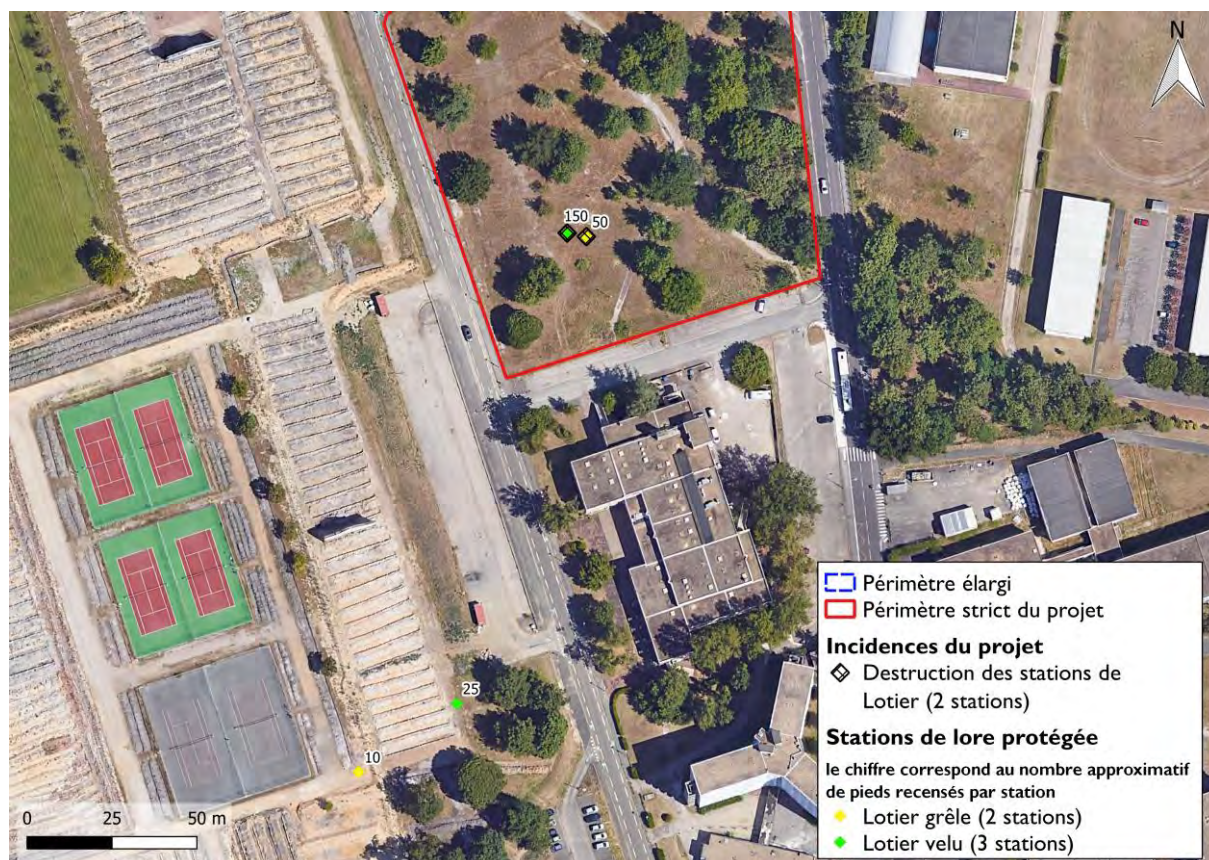 N
150
50
25
10
0 25 50 m
Périmètre élargi
Périmètre strict du projet
Incidences du projet
Destruction des stations de
Lotier (2 stations)
Stations de lore protégée
le chiffre correspond au nombre approximatif
de pieds recensés par station
Lotier grêle (2 stations)
Lotier velu (3 stations)